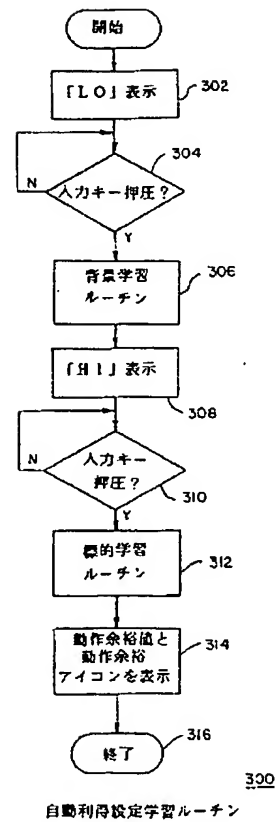 開始
「LO」表示
302
304
入力キー押圧？
N
Y
背景学習
ルーチン
306
「HI」表示
308
入力キー
押圧？
N
310
Y
標的学習
ルーチン
312
動作余裕値と
動作余裕
アイコンを表示
314
終了
316
300
自動利得設定学習ルーチン